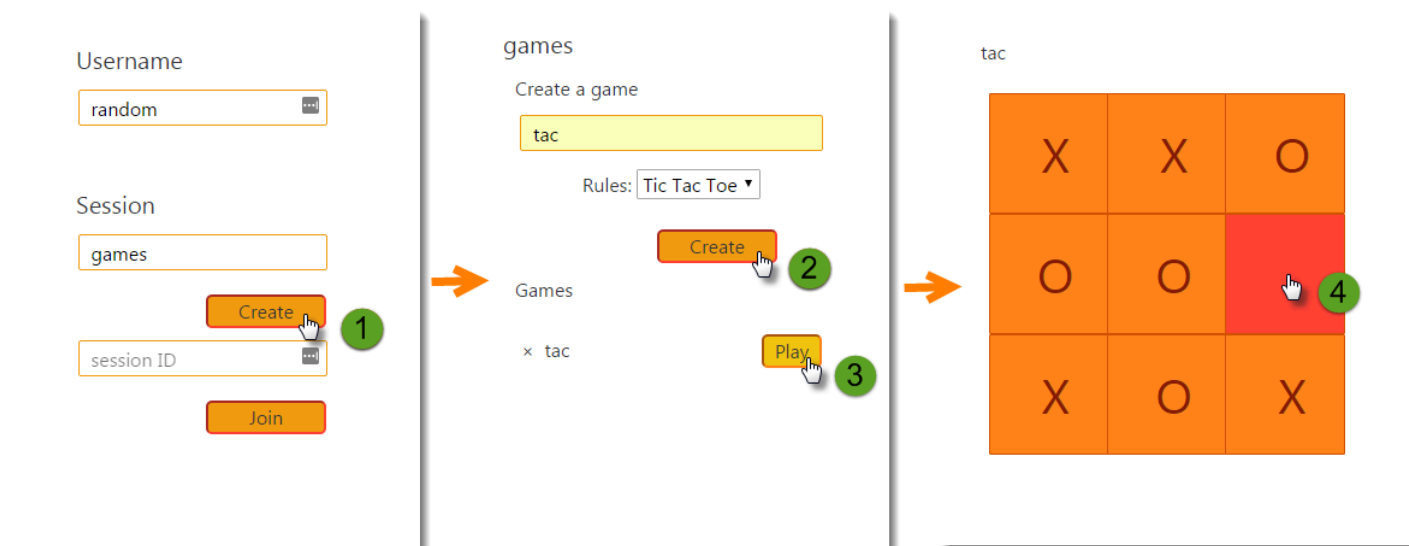 Username
random
Session
games
Create
1
session ID
Join
games
Create a game
tac
Rules: Tic Tac Toe
Create
2
Games
× tac
Play
3
tac
X X O
O O
4
X O X